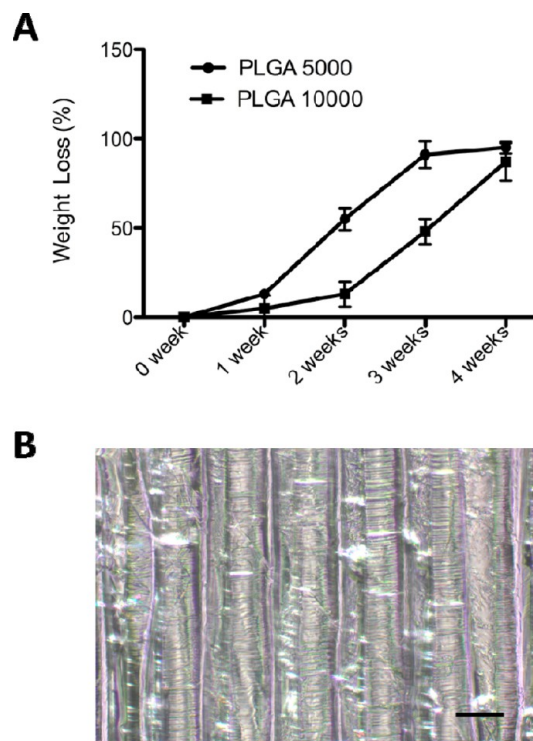 A
150
PLGA 5000
PLGA 10000
100
Weight Loss (%)
50
0
0 week
1 week
2 weeks
3 weeks
4 weeks
B